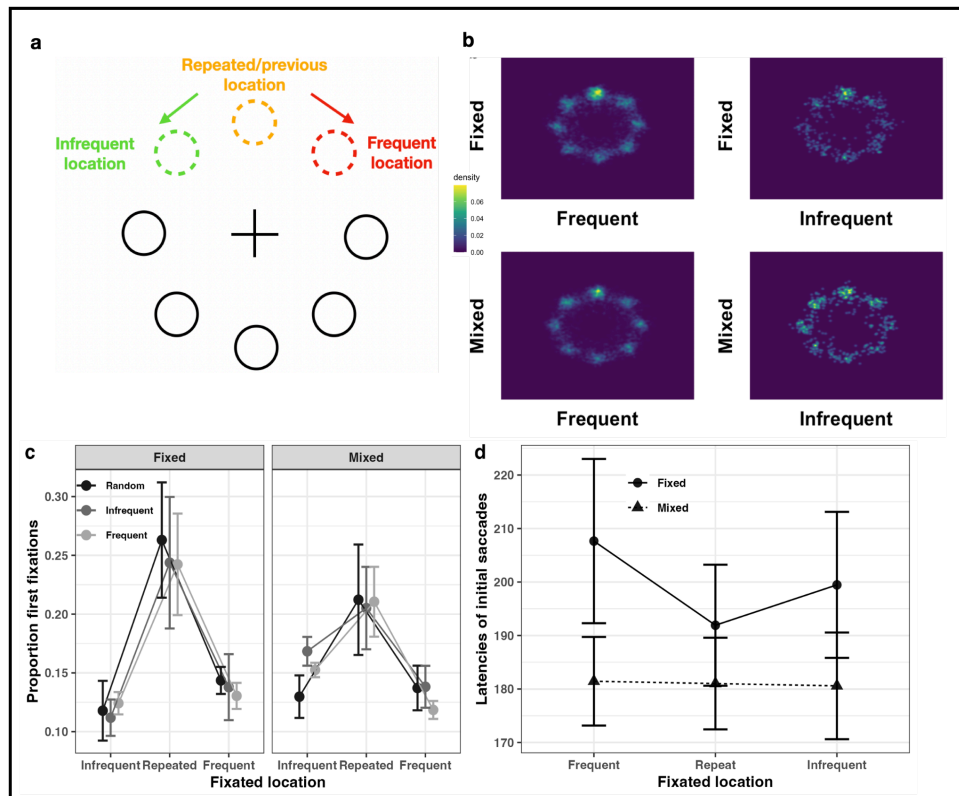 a
Repeated/previous
location
Infrequent
location
Frequent
location
b
Fixed
Fixed
density
0.06
0.04
0.02
0.00
Frequent
Infrequent
Mixed
Mixed
Frequent
Infrequent
c
Fixed
Mixed
Random
Infrequent
Frequent
Proportion first fixations
0.30
0.25
0.20
0.15
0.10
Infrequent Repeated Frequent
Infrequent Repeated Frequent
Fixated location
d
Fixed
Mixed
Latencies of initial saccades
220
210
200
190
180
170
Frequent
Repeat
Infrequent
Fixated location